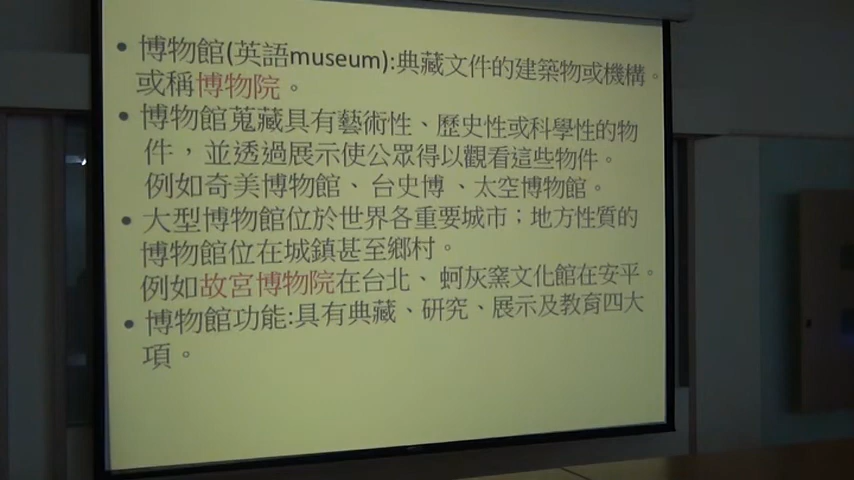 • 博物館(英語museum):典藏文件的建築物或機構。
或稱博物院。
• 博物館蒐藏具有藝術性、歷史性或科學性的物
件，並透過展示使公眾得以觀看這些物件。
例如奇美博物館、台史博、太空博物館。
• 大型博物館位於世界各重要城市；地方性質的
博物館位在城鎮甚至鄉村。
例如故宮博物院在台北、蚵灰窯文化館在安平。
• 博物館功能:具有典藏、研究、展示及教育四大
項。